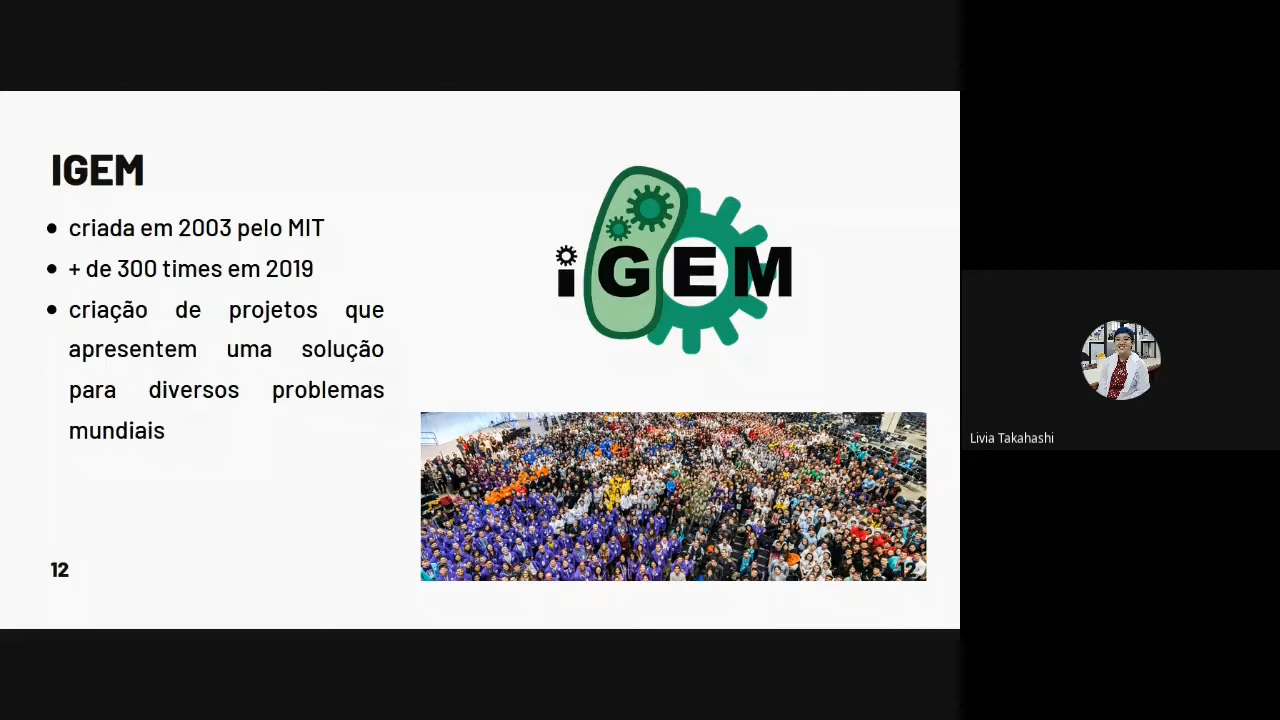 IGEM
criada em 2003 pelo MIT
+ de 300 times em 2019
criação de projetos que
apresentem uma solução
para diversos problemas
mundiais
12
iGEM
12
Livia Takahashi